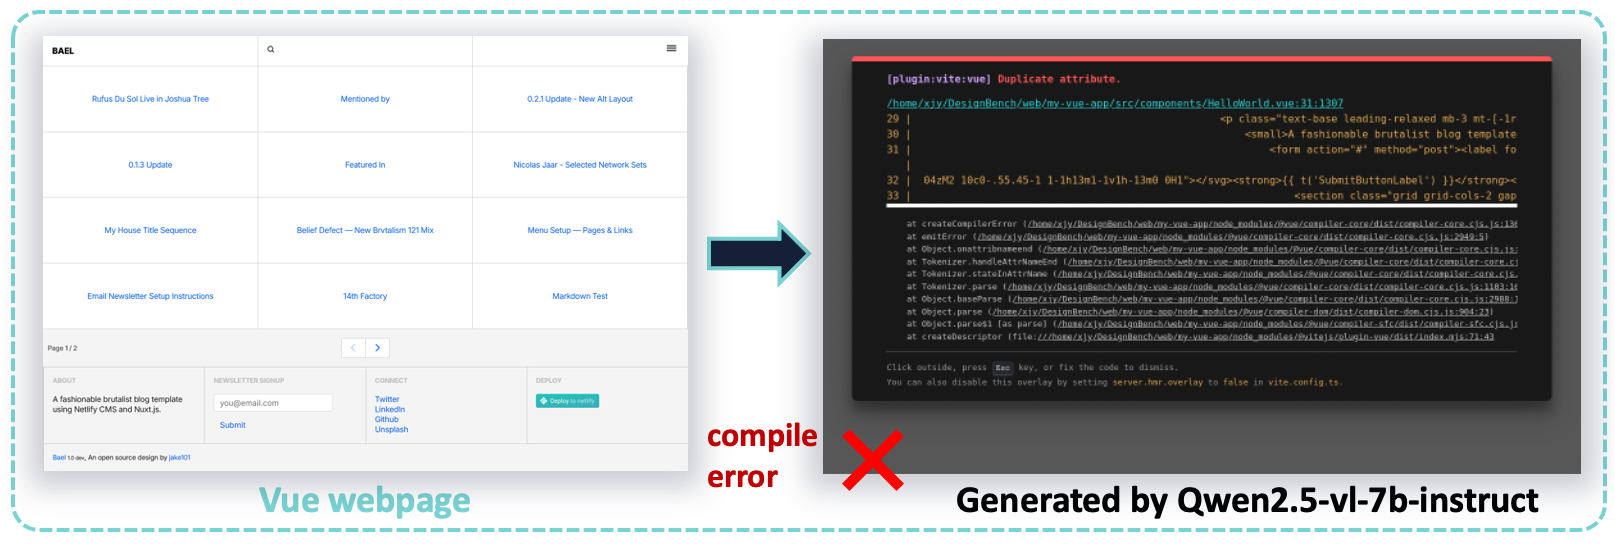 BAEL
Rufus Du Sol Live in Joshua Tree
Mentioned by
0.2.1 Update - New Alt Layout
0.1.3 Update
Featured In
Nicolas Jaar - Selected Network Sets
My House Title Sequence
Belief Defect — New Brvtalism 121 Mix
Menu Setup — Pages & Links
Email Newsletter Setup Instructions
14th Factory
Markdown Test
Page 1 / 2
ABOUT
A fashionable brutalist blog template
using Netlify CMS and Nuxt.js.
NEWSLETTER SIGNUP
you@email.com
Submit
CONNECT
Twitter
LinkedIn
Github
Unsplash
DEPLOY
Deploy to netlify
Bael 1.0 dev, An open source design by jake101
Vue webpage
compile
error
[plugin:vite:vue] Duplicate attribute.
/home/xjy/DesignBench/web/my-vue-app/src/components/HelloWorld.vue:31:1307
29 | <p class="text-base leading-relaxed mb-3 mt-[-1r
30 | <small>A fashionable brutalist blog template
31 | <form action="#" method="post"><label fo
|
32 | 04zM2 10c0-.55.45-1 1-1h13m1-1v1h-13m0 0H1"></svg><strong>{{ t('SubmitButtonLabel') }}</strong><
33 | <section class="grid grid-cols-2 gap
at createCompilerError (/home/xjy/DesignBench/web/my-vue-app/node_modules/@vue/compiler-core/dist/compiler-core.cjs.js:136
at emitError (/home/xjy/DesignBench/web/my-vue-app/node_modules/@vue/compiler-core/dist/compiler-core.cjs.js:2949:5)
at Object.onattribnameend (/home/xjy/DesignBench/web/my-vue-app/node_modules/@vue/compiler-core/dist/compiler-core.cjs.js:
at Tokenizer.handleAttrNameEnd (/home/xjy/DesignBench/web/my-vue-app/node_modules/@vue/compiler-core/dist/compiler-core.cj
at Tokenizer.stateInAttrName (/home/xjy/DesignBench/web/my-vue-app/node_modules/@vue/compiler-core/dist/compiler-core.cjs.
at Tokenizer.parse (/home/xjy/DesignBench/web/my-vue-app/node_modules/@vue/compiler-core/dist/compiler-core.cjs.js:1103:16
at Object.baseParse (/home/xjy/DesignBench/web/my-vue-app/node_modules/@vue/compiler-core/dist/compiler-core.cjs.js:2988:1
at Object.parse (/home/xjy/DesignBench/web/my-vue-app/node_modules/@vue/compiler-dom/dist/compiler-dom.cjs.js:904:23)
at Object.parse$1 [as parse] (/home/xjy/DesignBench/web/my-vue-app/node_modules/@vue/compiler-sfc/dist/compiler-sfc.cjs.js
at createDescriptor (file:///home/xjy/DesignBench/web/my-vue-app/node_modules/@vitejs/plugin-vue/dist/index.mjs:71:43
Click outside, press Esc key, or fix the code to dismiss.
You can also disable this overlay by setting server.hmr.overlay to false in vite.config.ts.
Generated by Qwen2.5-vl-7b-instruct